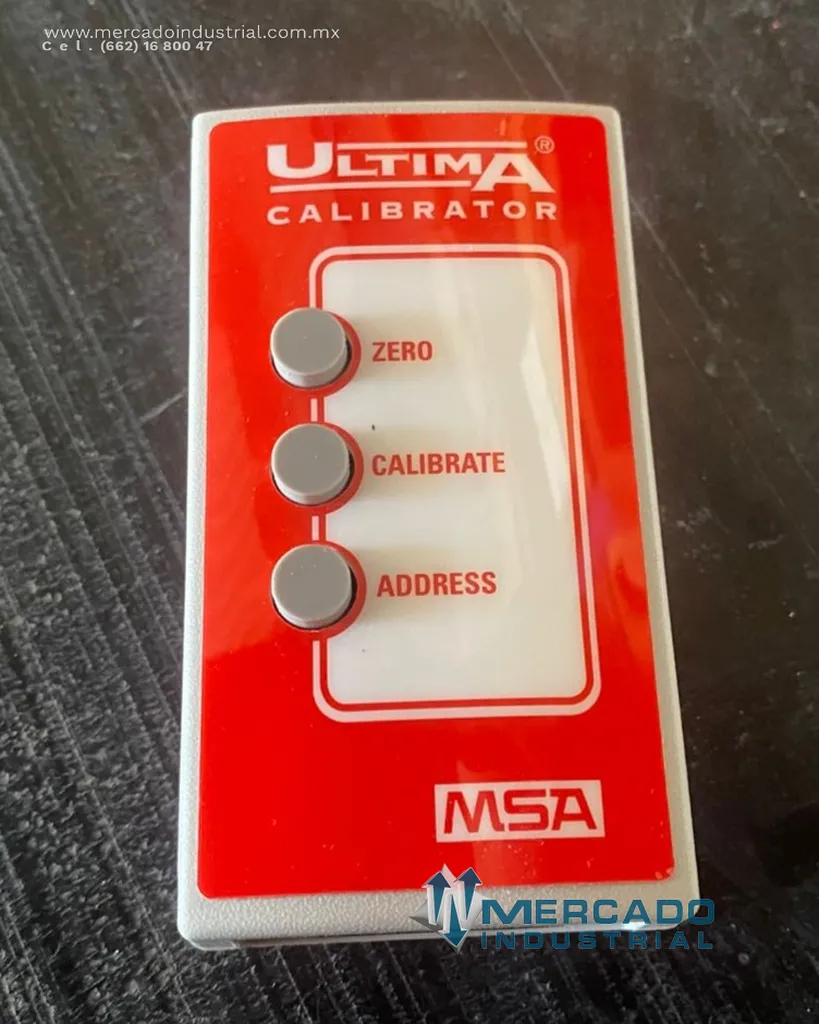 www.mercadoindustrial.com.mx
Cel. (662) 16 800 47
ULTIMA®
CALIBRATOR
ZERO
CALIBRATE
ADDRESS
MSA
MERCADO
INDUSTRIAL